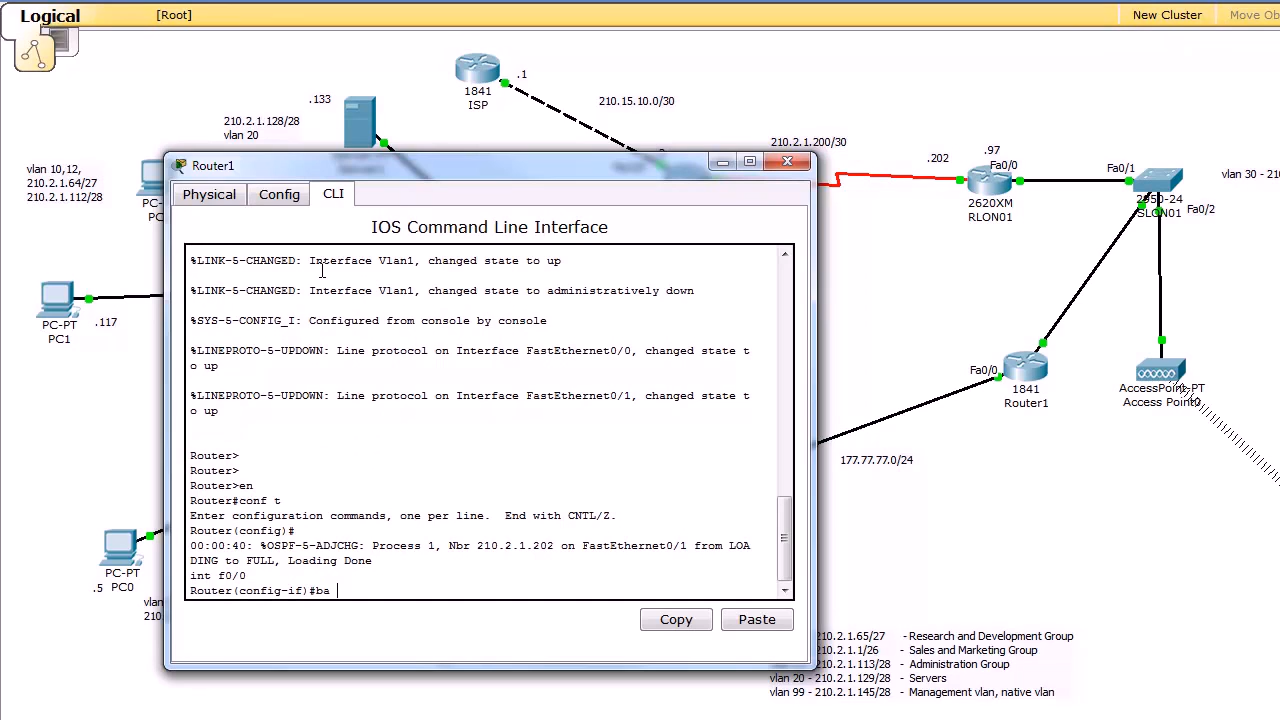 Logical
[Root]
New Cluster
Move Ob
.1
1841
ISP
210.15.10.0/30
.133
210.2.1.128/28
vlan 20
210.2.1.200/30
.202
.97
Fa0/0
2620XM
RLON01
Fa0/1
2950-24
SLON01
Fa0/2
vlan 30 - 210
vlan 10,12,
210.2.1.64/27
210.2.1.112/28
PC
PC-PT
PC1
.117
Router1
Physical
Config
CLI
IOS Command Line Interface
%LINK-5-CHANGED: Interface Vlan1, changed state to up
%LINK-5-CHANGED: Interface Vlan1, changed state to administratively down
%SYS-5-CONFIG_I: Configured from console by console
%LINEPROTO-5-UPDOWN: Line protocol on Interface FastEthernet0/0, changed state t
o up
%LINEPROTO-5-UPDOWN: Line protocol on Interface FastEthernet0/1, changed state t
o up
Router>
Router>
Router>en
Router#conf t
Enter configuration commands, one per line.  End with CNTL/Z.
Router(config)#
00:00:40: %OSPF-5-ADJCHG: Process 1, Nbr 210.2.1.202 on FastEthernet0/1 from LOA
DING to FULL, Loading Done
int f0/0
Router(config-if)#ba
Copy
Paste
Fa0/0
1841
Router1
AccessPoint-PT
Access Point0
177.77.77.0/24
PC-PT
PC0
.5
vlan
210.
210.2.1.65/27 - Research and Development Group
210.2.1.1/26 - Sales and Marketing Group
210.2.1.113/28 - Administration Group
vlan 20 - 210.2.1.129/28 - Servers
vlan 99 - 210.2.1.145/28 - Management vlan, native vlan